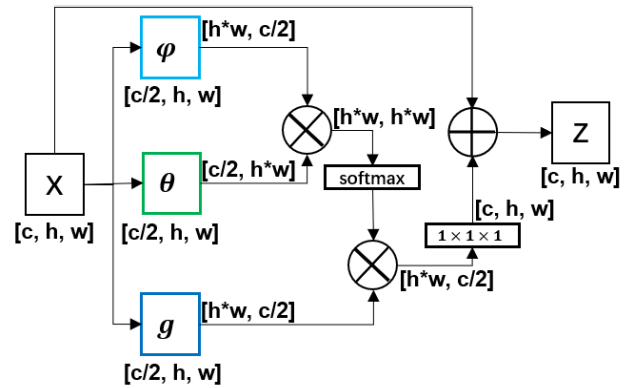 [h*w, c/2]
φ
[c/2, h, w]
[h*w, h*w]
Z
[c, h, w]
X
[c, h, w]
θ
[c/2, h*w]
[c/2, h, w]
softmax
[c, h, w]
1 × 1 × 1
[h*w, c/2]
g
[h*w, c/2]
[c/2, h, w]